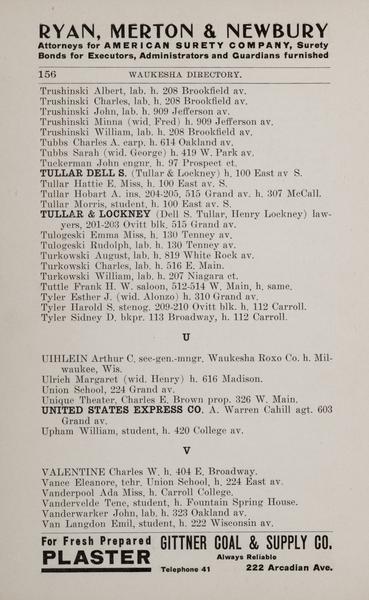 RYAN, MERTON & NEWBURY
Attorneys for AMERICAN SURETY COMPANY, Surety
Bonds for Executors, Administrators and Guardians furnished
156 WAUKESHA DIRECTORY.
Trushinski Albert, lab. h. 208 Brookfield av.
Trushinski Charles, lab. h. 208 Brookfield av.
Trushinski John, lab. h. 909 Jefferson av.
Trushinski Minna (wid. Fred) h. 909 Jefferson av.
Trushinski William, lab. h. 208 Brookfield av.
Tubbs Charles A. carp. h. 614 Oakland av.
Tubbs Sarah (wid. George) h. 419 W. Park av.
Tuckerman John engnr. h. 97 Prospect ct.
TULLAR DELL S. (Tullar & Lockney) h. 100 East av S.
Tullar Hattie E. Miss, h. 100 East av. S.
Tullar Hobart A. ins. 204-205, 515 Grand av. h. 307 McCall.
Tullar Morris, student, h. 100 East av. S.
TULLAR & LOCKNEY (Dell S. Tullar, Henry Lockney) law-
yers, 201-203 Ovitt blk. 515 Grand av.
Tulogeski Emma Miss, h. 130 Tenney av.
Tulogeski Rudolph, lab. h. 130 Tenney av.
Turkowski August, lab. h. 819 White Rock av.
Turkowski Charles, lab. h. 516 E. Main.
Turkowski William, lab. h. 207 Niagara ct.
Tuttle Frank H. W. saloon, 512-514 W. Main, h. same.
Tyler Esther J. (wid. Alonzo) h. 310 Grand av.
Tyler Harold S. stenog. 209-210 Ovitt blk. h. 112 Carroll.
Tyler Sidney D. bkpr. 113 Broadway, h. 112 Carroll.
U
UIHLEIN Arthur C. sec-gen.-mngr. Waukesha Roxo Co. h. Mil-
waukee, Wis.
Ulrich Margaret (wid. Henry) h. 616 Madison.
Union School, 224 Grand av.
Unique Theater, Charles E. Brown prop. 326 W. Main.
UNITED STATES EXPRESS CO. A. Warren Cahill agt. 603
Grand av.
Upham William, student, h. 420 College av.
V
VALENTINE Charles W. h. 404 E. Broadway.
Vance Eleanore, tchr. Union School, h. 224 East av.
Vanderpool Ada Miss, h. Carroll College.
Vandervelde Tene, student, h. Fountain Spring House.
Vanderwarker John, lab. h. 323 Oakland av.
Van Langdon Emil, student, h. 222 Wisconsin av.
For Fresh Prepared GITTNER COAL & SUPPLY CO.
PLASTER Always Reliable
Telephone 41 222 Arcadian Ave.